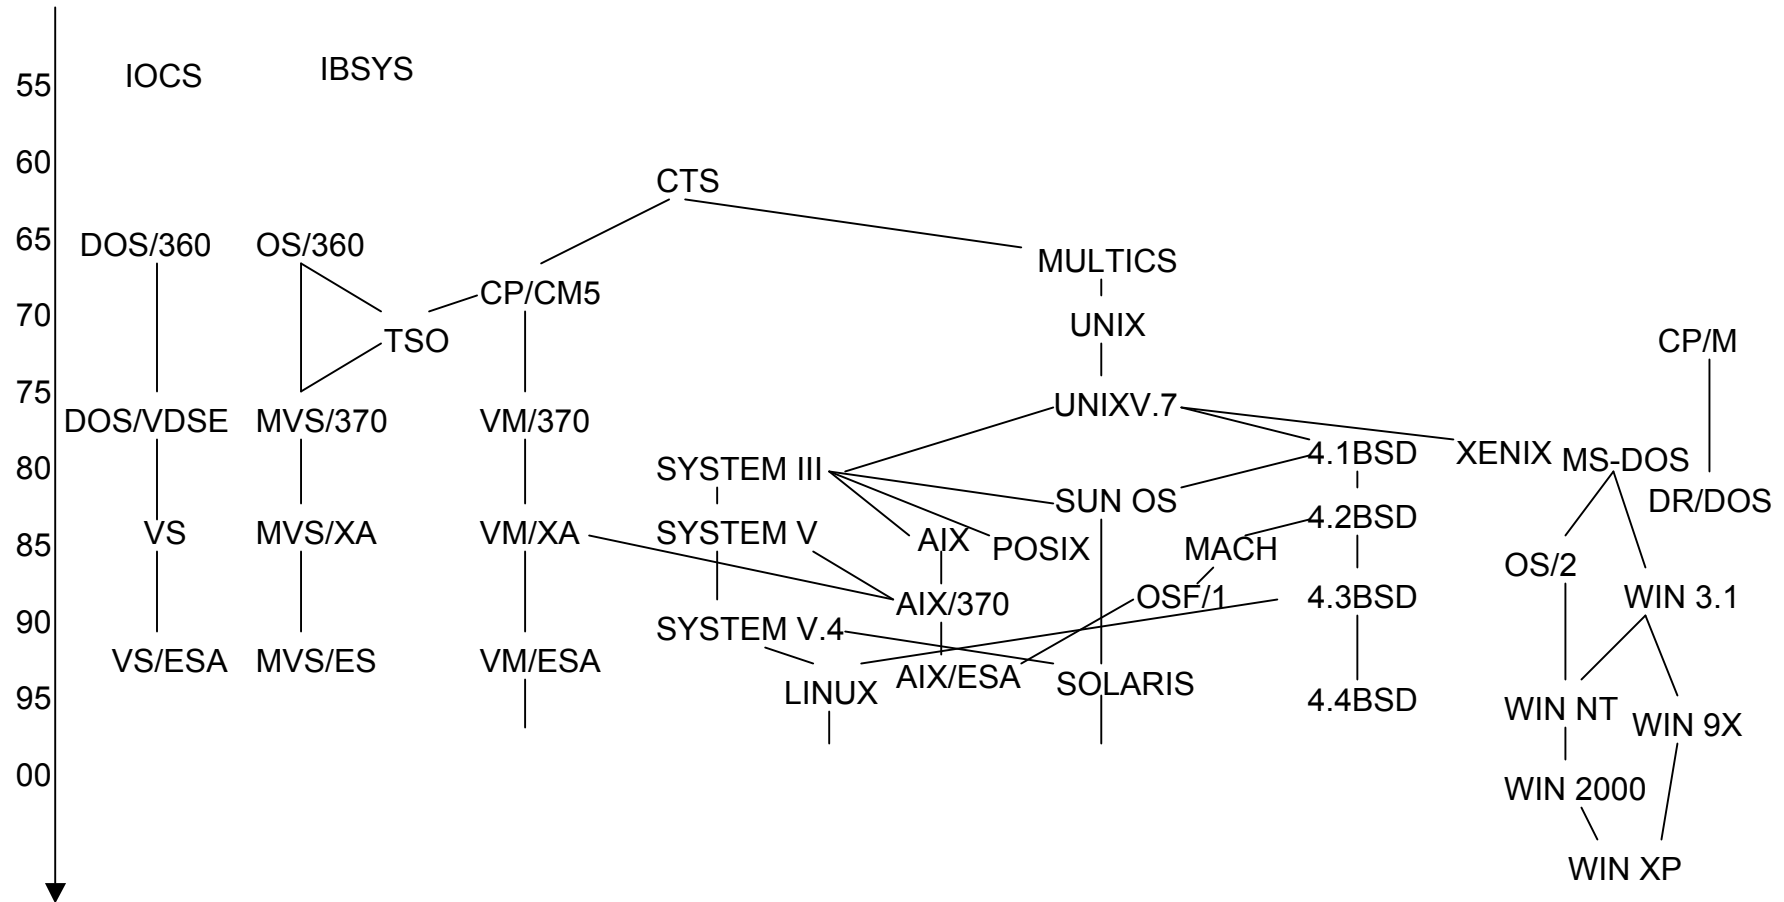 IOCS
IBSYS
55
60
CTS
65
DOS/360
OS/360
MULTICS
CP/CM5
70
UNIX
TSO
CP/M
75
UNIXV.7
DOS/VDSE
MVS/370
VM/370
4.1BSD
XENIX
MS-DOS
80
SYSTEM III
SUN OS
DR/DOS
4.2BSD
VS
MVS/XA
VM/XA
SYSTEM V
85
AIX
POSIX
MACH
OS/2
OSF/1
4.3BSD
WIN 3.1
AIX/370
90
SYSTEM V.4
VS/ESA
MVS/ES
VM/ESA
AIX/ESA
SOLARIS
LINUX
95
4.4BSD
WIN NT
WIN 9X
00
WIN 2000
WIN XP